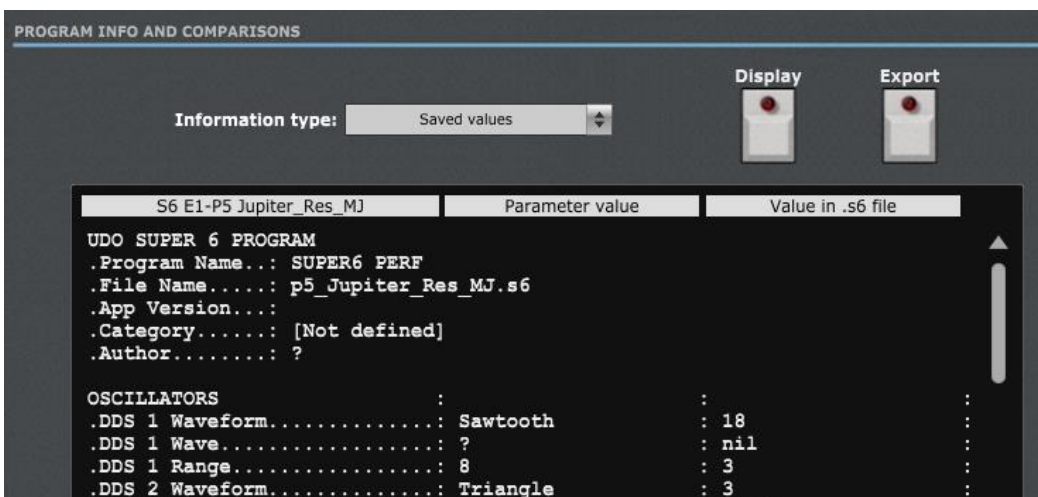 PROGRAM INFO AND COMPARISONS
Display Export
Information type: Saved values
S6 E1-P5 Jupiter_Res_MJ Parameter value Value in .s6 file
UDO SUPER 6 PROGRAM
.Program Name..: SUPER6 PERF
.File Name.....: p5_Jupiter_Res_MJ.s6
.App Version...:
.Category......: [Not defined]
.Author........: ?
OSCILLATORS : : :
.DDS 1 Waveform..............: Sawtooth : 18 :
.DDS 1 Wave..................: ? : nil :
.DDS 1 Range.................: 8 : 3 :
.DDS 2 Waveform..............: Triangle : 3 :